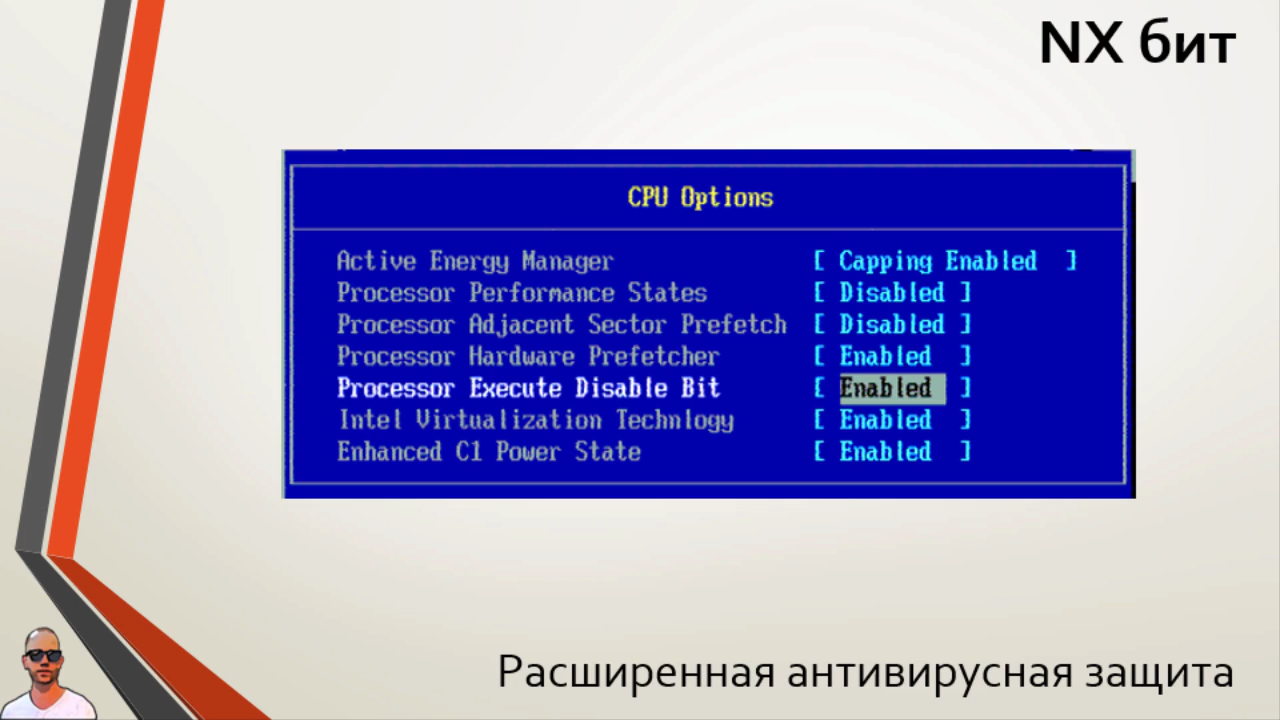 NX бит
CPU Options
Active Energy Manager [ Capping Enabled ]
Processor Performance States [ Disabled ]
Processor Adjacent Sector Prefetch [ Disabled ]
Processor Hardware Prefetcher [ Enabled ]
Processor Execute Disable Bit [ Enabled ]
Intel Virtualization Technlogy [ Enabled ]
Enhanced C1 Power State [ Enabled ]
Расширенная антивирусная защита